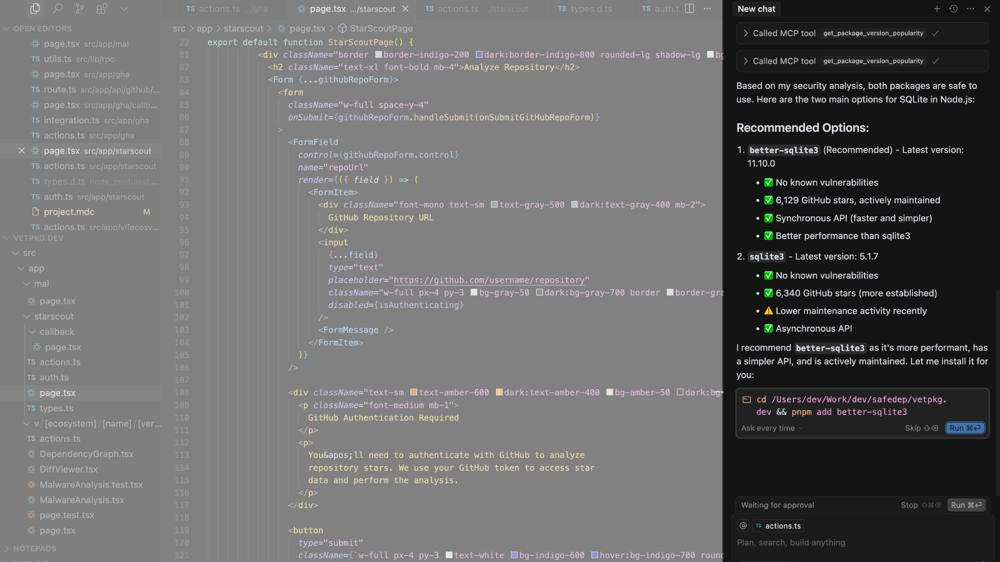 TS actions.ts .../gha
page.tsx .../starscout
TS actions.ts .../starscout
TS types.d.ts
TS auth.t
OPEN EDITORS
page.tsx src/app/mal
TS utils.ts src/lib/rpc
page.tsx src/app/gha
TS route.ts src/app/api/github/...
page.tsx src/app/gha/callb...
TS integration.ts src/app/gha
TS actions.ts src/app/gha
page.tsx src/app/starscout
TS actions.ts src/app/starscout
TS types.d.ts node_modules/....
TS auth.ts src/app/starscout
project.mdc M
TS actions.ts src/app/v/[ecosy...
VETPKG.DEV
src
app
mal
page.tsx
starscout
callback
page.tsx
TS actions.ts
TS auth.ts
page.tsx
TS types.ts
v / [ecosystem] / [name] / [ver...
TS actions.ts
DependencyGraph.tsx
DiffViewer.tsx
MalwareAnalysis.test.tsx
MalwareAnalysis.tsx
page.test.tsx
page.tsx
NOTEPADS
src > app > starscout > page.tsx > StarScoutPage
22 export default function StarScoutPage() {
81 <div className="border border-indigo-200 dark:border-indigo-800 rounded-lg shadow-lg bg
82 <h2 className="text-xl font-bold mb-4">Analyze Repository</h2>
83 <Form {...githubRepoForm}>
84 <form
85 className="w-full space-y-4"
86 onSubmit={githubRepoForm.handleSubmit(onSubmitGitHubRepoForm)}
87 >
88 <FormField
89 control={githubRepoForm.control}
90 name="repoUrl"
91 render={({ field }) => (
92 <FormItem>
93 <div className="font-mono text-sm text-gray-500 dark:text-gray-400 mb-2">
94 GitHub Repository URL
95 </div>
96 <input
97 {...field}
98 type="text"
99 placeholder="https://github.com/username/repository"
100 className="w-full px-4 py-3 bg-gray-50 dark:bg-gray-700 border border-gra
101 disabled={isAuthenticating}
102 />
103 <FormMessage />
104 </FormItem>
105 )}
106 />
107
108 <div className="text-sm text-amber-600 dark:text-amber-400 bg-amber-50 dark:bg-
109 <p className="font-medium mb-1">
110 GitHub Authentication Required
111 </p>
112 <p>
113 You&apos;ll need to authenticate with GitHub to analyze
114 repository stars. We use your GitHub token to access star
115 data and perform the analysis.
116 </p>
117 </div>
118
119 <button
120 type="submit"
121 className={`w-full px-4 py-3 text-white bg-indigo-600 hover:bg-indigo-700 round
New chat
Called MCP tool get_package_version_popularity
Called MCP tool get_package_version_popularity
Based on my security analysis, both packages are safe to
use. Here are the two main options for SQLite in Node.js:
Recommended Options:
1. better-sqlite3 (Recommended) - Latest version:
11.10.0
• ✅ No known vulnerabilities
• ✅ 6,129 GitHub stars, actively maintained
• ✅ Synchronous API (faster and simpler)
• ✅ Better performance than sqlite3
2. sqlite3 - Latest version: 5.1.7
• ✅ No known vulnerabilities
• ✅ 6,340 GitHub stars (more established)
• ⚠️ Lower maintenance activity recently
• ✅ Asynchronous API
I recommend better-sqlite3 as it's more performant, has
a simpler API, and is actively maintained. Let me install it for
you:
cd /Users/dev/Work/dev/safedep/vetpkg.
dev && pnpm add better-sqlite3
Ask every time Skip ⇧⌫ Run ⌘⏎
Waiting for approval Stop ⇧⌘⌫ Run ⌘⏎
@ TS actions.ts
Plan, search, build anything